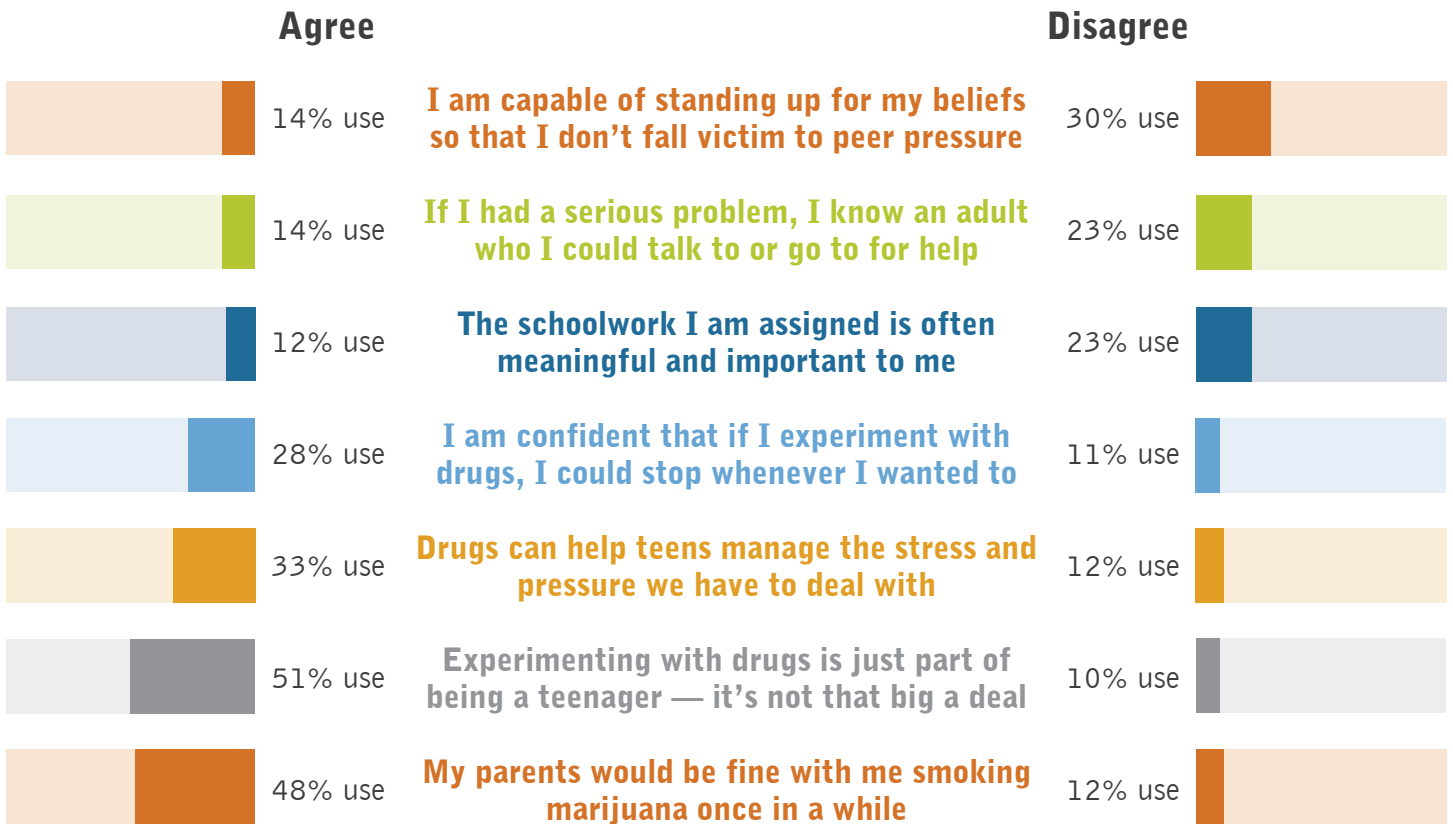 Agree
Disagree
14% use
I am capable of standing up for my beliefs
so that I don’t fall victim to peer pressure
30% use
14% use
If I had a serious problem, I know an adult
who I could talk to or go to for help
23% use
12% use
The schoolwork I am assigned is often
meaningful and important to me
23% use
28% use
I am confident that if I experiment with
drugs, I could stop whenever I wanted to
11% use
33% use
Drugs can help teens manage the stress and
pressure we have to deal with
12% use
51% use
Experimenting with drugs is just part of
being a teenager — it’s not that big a deal
10% use
48% use
My parents would be fine with me smoking
marijuana once in a while
12% use